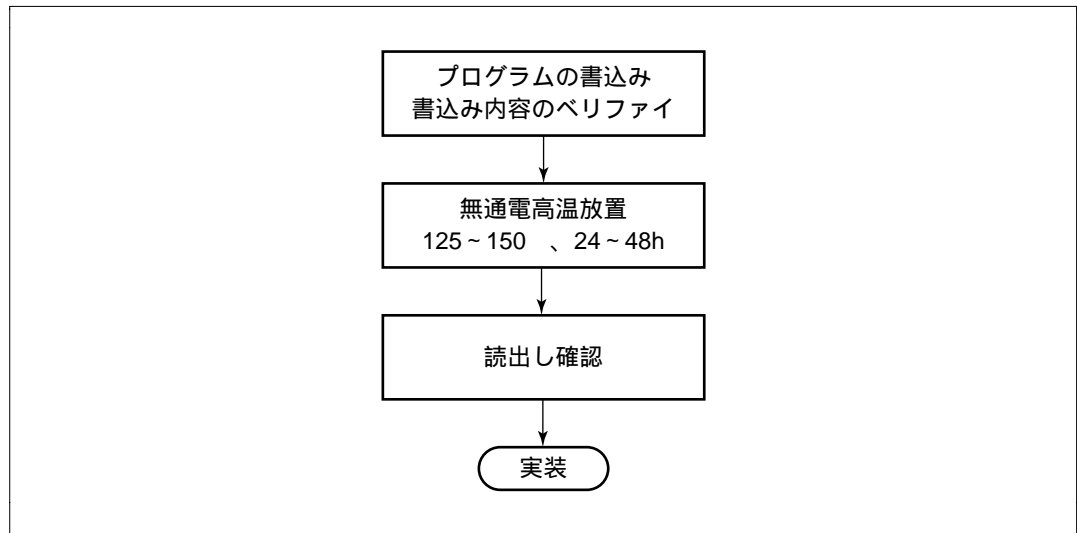 プログラムの書込み
書込み内容のベリファイ
無通電高温放置
125~150　、24~48h
読出し確認
実装